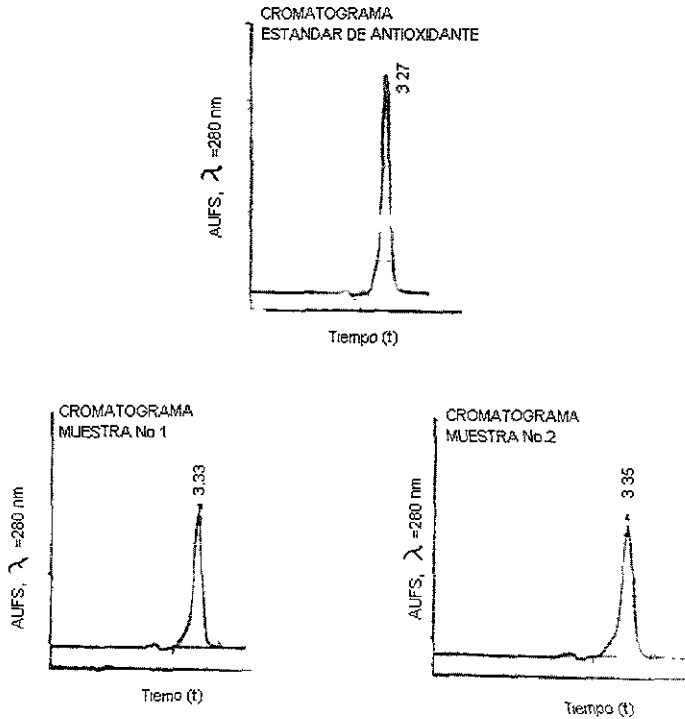 CROMATOGRAMA
ESTANDAR DE ANTIOXIDANTE
3 27
AUFS, λ =280 nm
Tiempo (t)
CROMATOGRAMA
MUESTRA No 1
3.33
AUFS, λ =280 nm
Tiempo (t)
CROMATOGRAMA
MUESTRA No.2
3 35
AUFS, λ =280 nm
Tiempo (t)